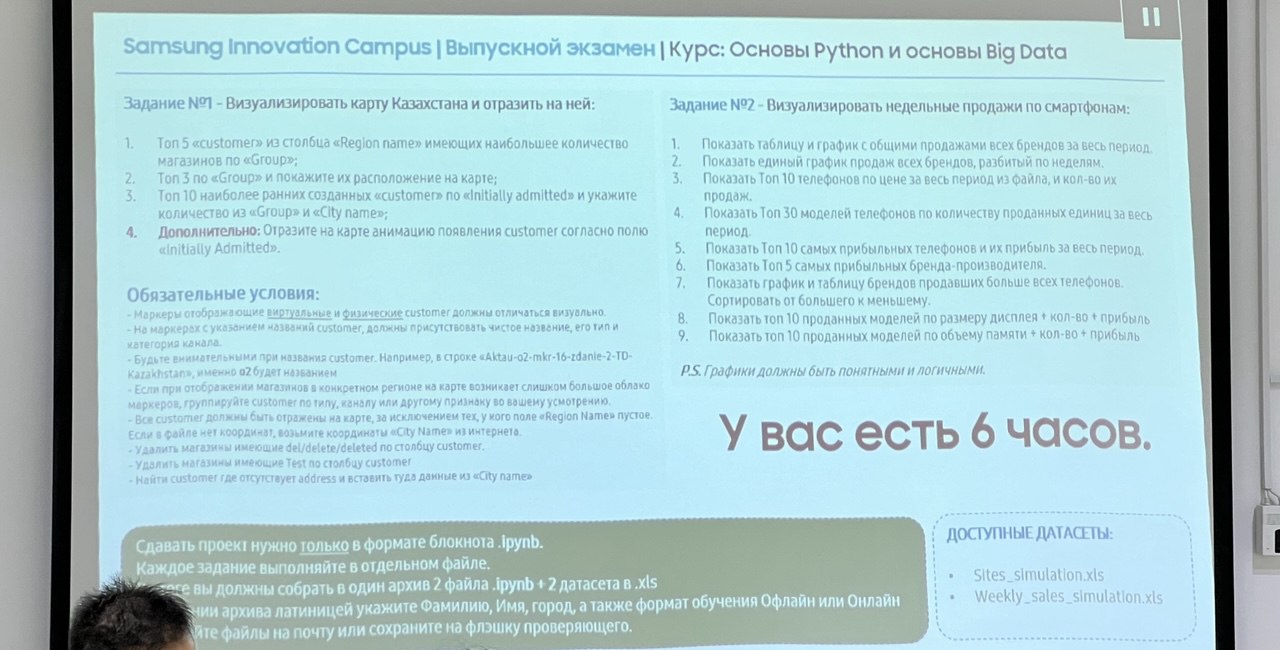 Samsung Innovation Campus | Выпускной экзамен | Курс: Основы Python и основы Big Data
Задание №1 - Визуализировать карту Казахстана и отразить на ней:
1. Топ 5 «customer» из столбца «Region name» имеющих наибольшее количество
магазинов по «Group»;
2. Топ 3 по «Group» и покажите их расположение на карте;
3. Топ 10 наиболее ранних созданных «customer» по «Initially admitted» и укажите
количество из «Group» и «City name»;
4. Дополнительно: Отразите на карте анимацию появления customer согласно полю
«Initially Admitted».
Обязательные условия:
- Маркеры отображающие виртуальные и физические customer должны отличаться визуально.
- На маркерах с указанием названий customer, должны присутствовать чистое название, его тип и
категория канала.
- Будьте внимательными при названия customer. Например, в строке «Aktau-a2-mkr-16-zdanie-2-TD-
Kazakhstan», именно a2 будет названием
- Если при отображении магазинов в конкретном регионе на карте возникает слишком большое облако
маркеров, группируйте customer по типу, каналу или другому признаку по вашему усмотрению.
- Все customer должны быть отражены на карте, за исключением тех, у кого поле «Region Name» пустое.
Если в файле нет координат, возьмите координаты «City Name» из интернета.
- Удалить магазины имеющие del/delete/deleted по столбцу customer.
- Удалить магазины имеющие Test по столбцу customer
- Найти customer где отсутствует address и вставить туда данные из «City name»
Задание №2 - Визуализировать недельные продажи по смартфонам:
1. Показать таблицу и график с общими продажами всех брендов за весь период.
2. Показать единый график продаж всех брендов, разбитый по неделям.
3. Показать Топ 10 телефонов по цене за весь период из файла, и кол-во их
продаж.
4. Показать Топ 30 моделей телефонов по количеству проданных единиц за весь
период.
5. Показать Топ 10 самых прибыльных телефонов и их прибыль за весь период.
6. Показать Топ 5 самых прибыльных бренда-производителя.
7. Показать график и таблицу брендов продавших больше всех телефонов.
Сортировать от большего к меньшему.
8. Показать топ 10 проданных моделей по размеру дисплея + кол-во + прибыль
9. Показать топ 10 проданных моделей по объему памяти + кол-во + прибыль
P.S. Графики должны быть понятными и логичными.
У вас есть 6 часов.
Сдавать проект нужно только в формате блокнота .ipynb.
Каждое задание выполняйте в отдельном файле.
вы должны собрать в один архив 2 файла .ipynb + 2 датасета в .xls
архива латиницей укажите Фамилию, Имя, город, а также формат обучения Офлайн или Онлайн
файлы на почту или сохраните на флэшку проверяющего.
ДОСТУПНЫЕ ДАТАСЕТЫ:
• Sites_simulation.xls
• Weekly_sales_simulation.xls